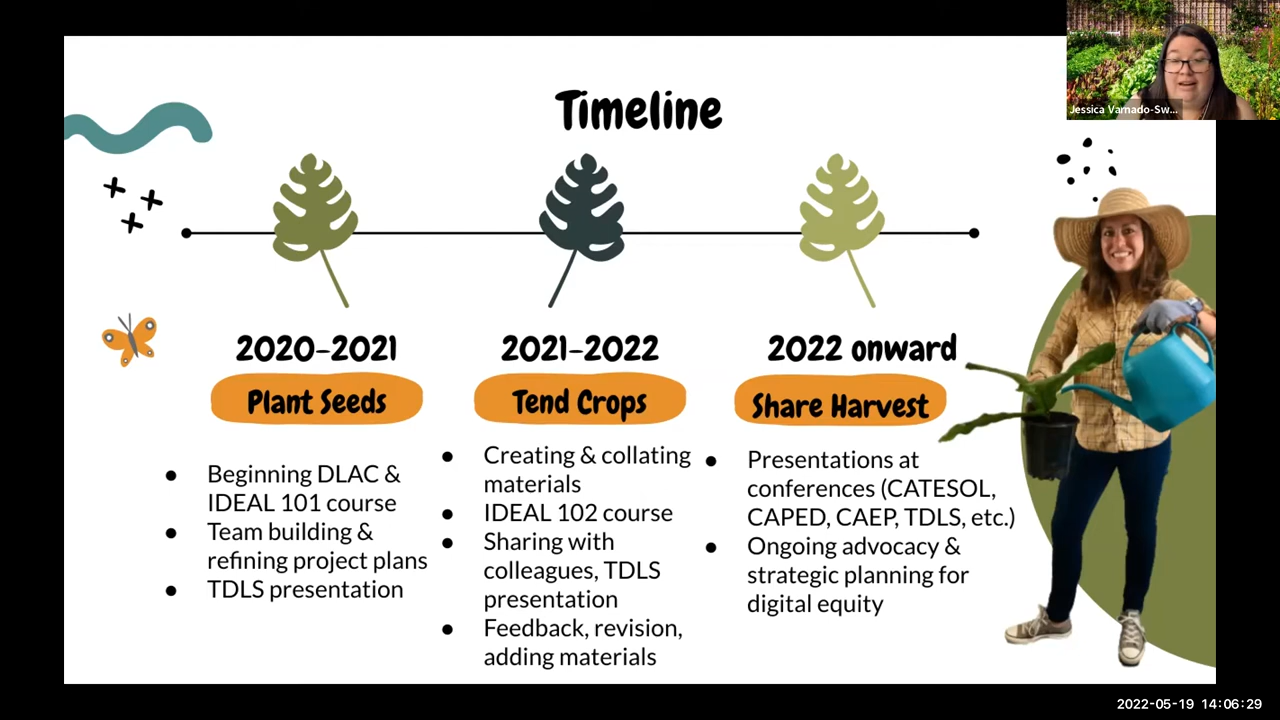 Jessica Varnado-Sw...
Timeline
2020-2021
Plant Seeds
Beginning DLAC &
IDEAL 101 course
Team building &
refining project plans
TDLS presentation
2021-2022
Tend Crops
Creating & collating
materials
IDEAL 102 course
Sharing with
colleagues, TDLS
presentation
Feedback, revision,
adding materials
2022 onward
Share Harvest
Presentations at
conferences (CATESOL,
CAPED, CAEP, TDLS, etc.)
Ongoing advocacy &
strategic planning for
digital equity
2022-05-19 14:06:29